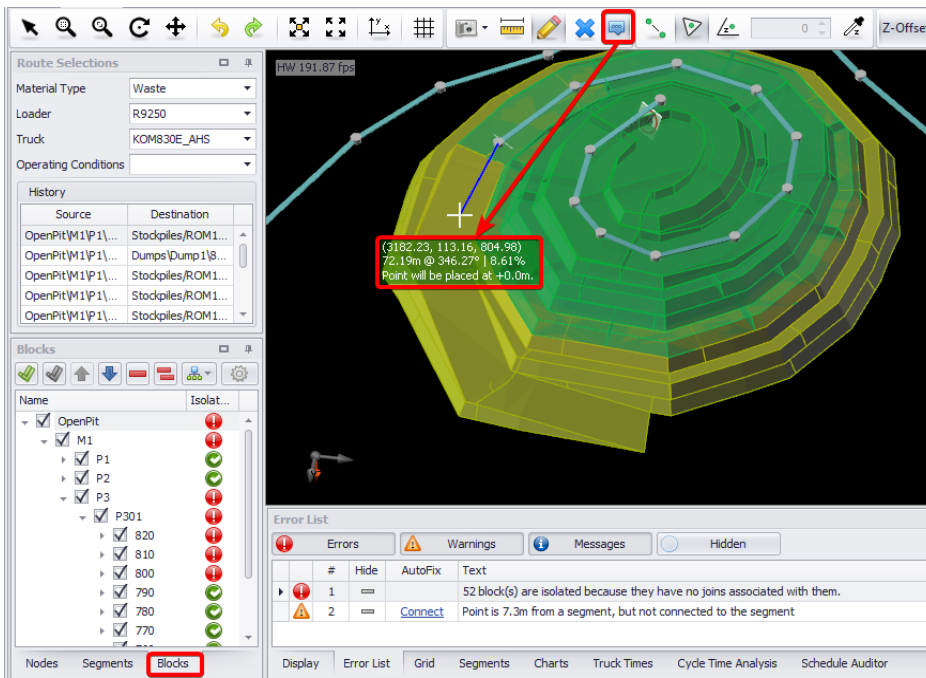 0
Z-Offse
Route Selections
Material Type
Waste
Loader
R9250
Truck
KOM830E_AHS
Operating Conditions
History
Source Destination
OpenPit\M1\P1\... Stockpiles/ROM1...
OpenPit\M1\P1\... Dumps\Dump1\8...
OpenPit\M1\P1\... Stockpiles/ROM1...
OpenPit\M1\P1\... Stockpiles/ROM1...
OpenPit\M1\P1\... Stockpiles/ROM1...
HW 191.87 fps
(3182.23, 113.16, 804.98)
72.19m @ 346.27° | 8.61%
Point will be placed at +0.0m.
Blocks
Name Isolat...
OpenPit
M1
P1
P2
P3
P301
820
810
800
790
780
770
Nodes Segments Blocks
Error List
Errors Warnings Messages Hidden
# Hide AutoFix Text
1 52 block(s) are isolated because they have no joins associated with them.
2 Connect Point is 7.3m from a segment, but not connected to the segment
Display Error List Grid Segments Charts Truck Times Cycle Time Analysis Schedule Auditor